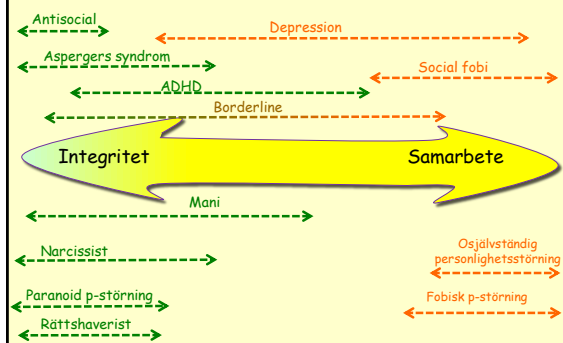 Antisocial
Depression
Aspergers syndrom
Social fobi
ADHD
Borderline
Integritet
Samarbete
Mani
Narcissist
Osjälvständig
personlighetsstörning
Paranoid p-störning
Fobisk p-störning
Rättshaverist